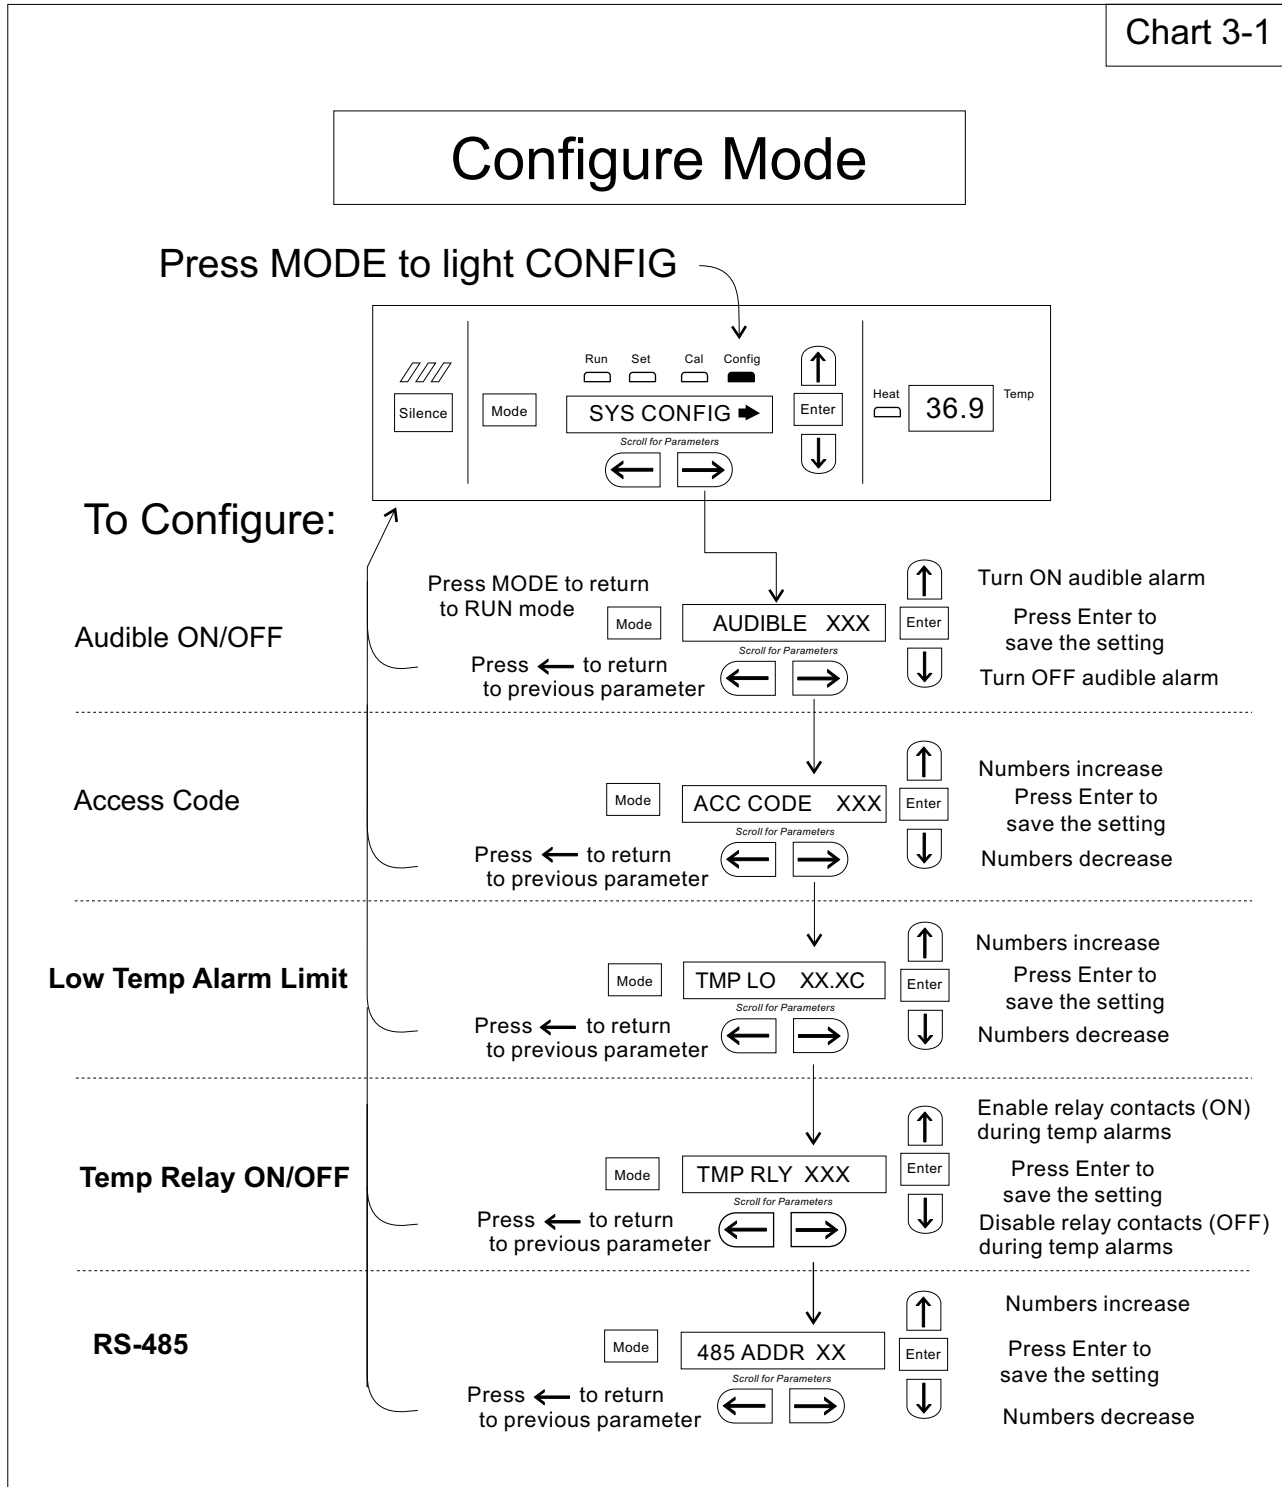 Chart 3-1
Configure Mode
Press MODE to light CONFIG
Run Set Cal Config
Silence
Mode
SYS CONFIG
Enter
Heat
36.9
Temp
Scroll for Parameters
To Configure:
Audible ON/OFF
Press MODE to return
to RUN mode
Mode
AUDIBLE XXX
Scroll for Parameters
Press ← to return
to previous parameter
Enter
Turn ON audible alarm
Press Enter to
save the setting
Turn OFF audible alarm
Access Code
Mode
ACC CODE XXX
Scroll for Parameters
Press ← to return
to previous parameter
Enter
Numbers increase
Press Enter to
save the setting
Numbers decrease
Low Temp Alarm Limit
Mode
TMP LO XX.XC
Scroll for Parameters
Press ← to return
to previous parameter
Enter
Numbers increase
Press Enter to
save the setting
Numbers decrease
Temp Relay ON/OFF
Mode
TMP RLY XXX
Scroll for Parameters
Press ← to return
to previous parameter
Enter
Enable relay contacts (ON)
during temp alarms
Press Enter to
save the setting
Disable relay contacts (OFF)
during temp alarms
RS-485
Mode
485 ADDR XX
Scroll for Parameters
Press ← to return
to previous parameter
Enter
Numbers increase
Press Enter to
save the setting
Numbers decrease